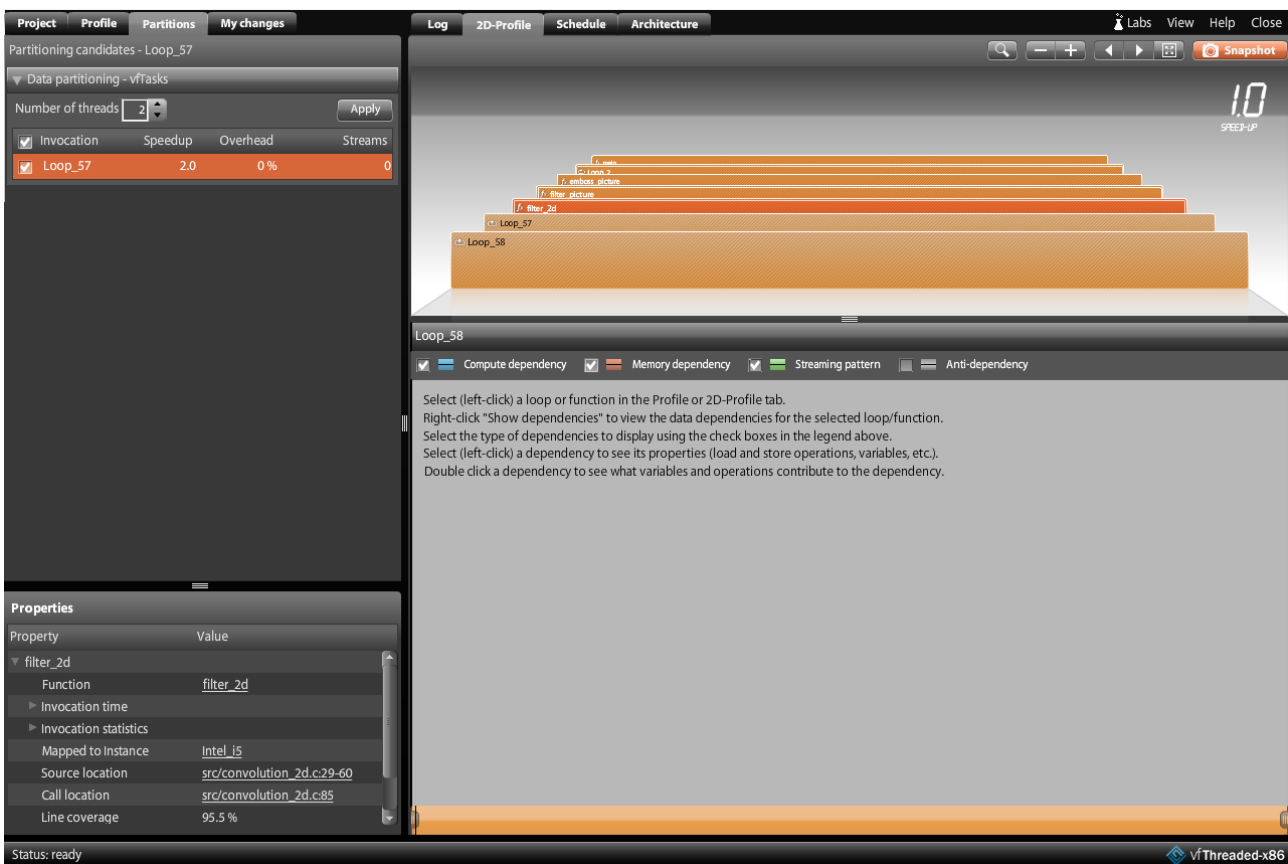 Project Profile Partitions My changes
Log 2D-Profile Schedule Architecture
Labs View Help Close
Partitioning candidates - Loop_57
Snapshot
Data partitioning - vfTasks
Number of threads 2 Apply
Invocation Speedup Overhead Streams
Loop_57 2.0 0 % 0
1.0
SPEED-UP
main
Loop_2
emboss_picture
filter_picture
filter_2d
Loop_57
Loop_58
Loop_58
Compute dependency Memory dependency Streaming pattern Anti-dependency
Select (left-click) a loop or function in the Profile or 2D-Profile tab.
Right-click "Show dependencies" to view the data dependencies for the selected loop/function.
Select the type of dependencies to display using the check boxes in the legend above.
Select (left-click) a dependency to see its properties (load and store operations, variables, etc.).
Double click a dependency to see what variables and operations contribute to the dependency.
Properties
Property Value
filter_2d
Function filter_2d
Invocation time
Invocation statistics
Mapped to Instance Intel_i5
Source location src/convolution_2d.c:29-60
Call location src/convolution_2d.c:85
Line coverage 95.5 %
Status: ready
vfThreaded-x86